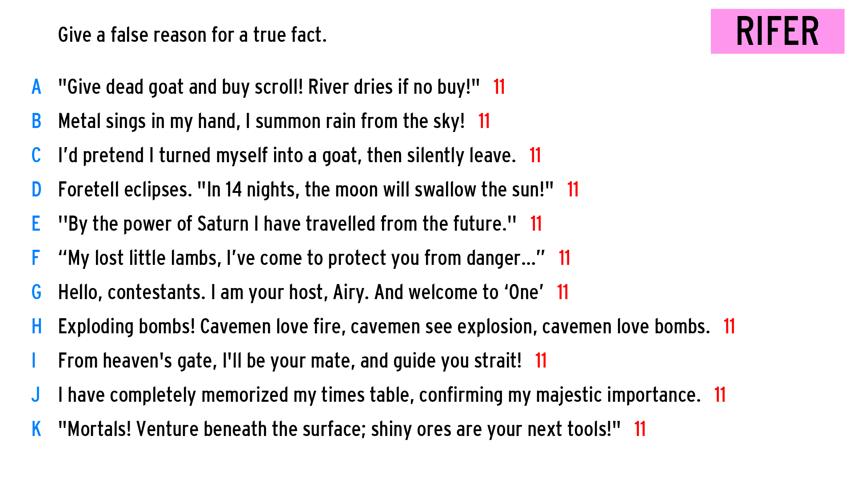 Give a false reason for a true fact.
RIFER
A "Give dead goat and buy scroll! River dries if no buy!" 11
B Metal sings in my hand, I summon rain from the sky! 11
C I'd pretend I turned myself into a goat, then silently leave. 11
D Foretell eclipses. "In 14 nights, the moon will swallow the sun!" 11
E ''By the power of Saturn I have travelled from the future.'' 11
F “My lost little lambs, I’ve come to protect you from danger...” 11
G Hello, contestants. I am your host, Airy. And welcome to ‘One’ 11
H Exploding bombs! Cavemen love fire, cavemen see explosion, cavemen love bombs. 11
I From heaven's gate, I'll be your mate, and guide you strait! 11
J I have completely memorized my times table, confirming my majestic importance. 11
K "Mortals! Venture beneath the surface; shiny ores are your next tools!" 11